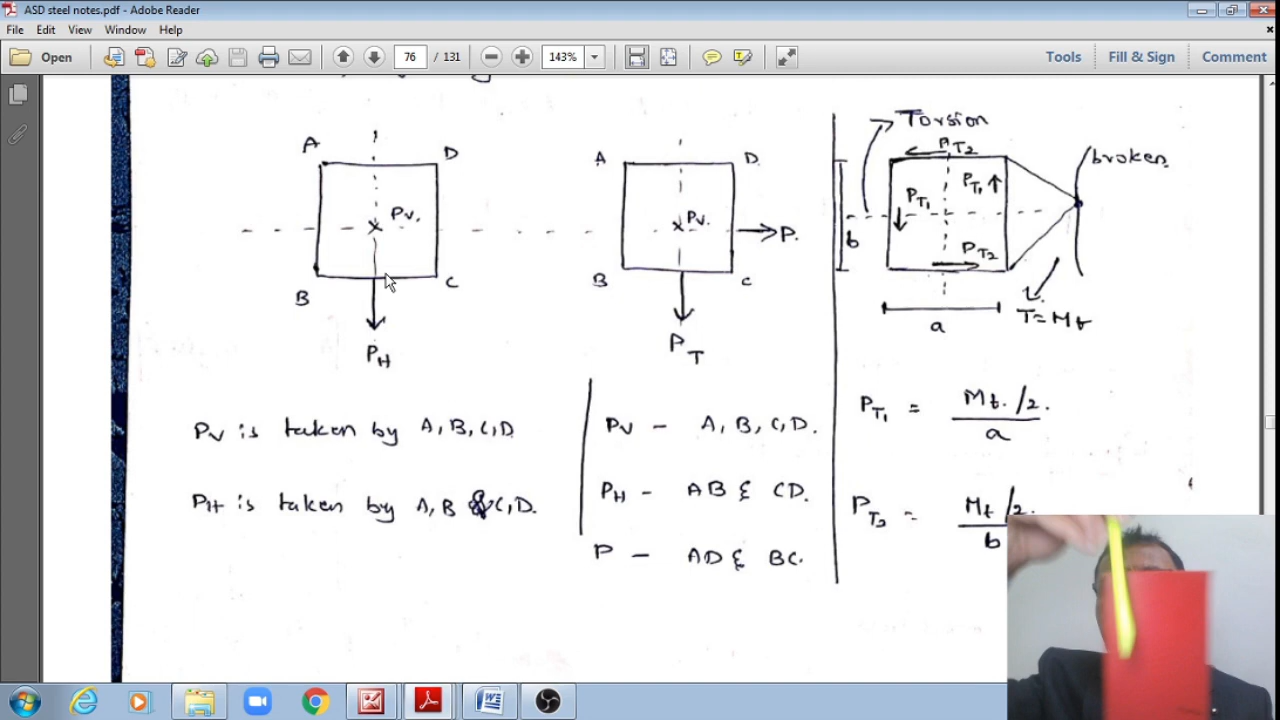 ASD steel notes.pdf - Adobe Reader
File Edit View Window Help
Open 76 / 131 143% Tools Fill & Sign Comment
A D
Pv.
B C
PH
A D.
Pv. P.
B C
PT
Torsion
PT2 broken
PT1 PT1
b PT2
a T=Mt
PT1 = Mt./2.
a
Pv is taken by A, B, C, D
PH is taken by A, B & C, D.
Pv - A, B, C, D.
PH - AB & CD.
P - AD & BC.
PT2 = Mt/2.
b